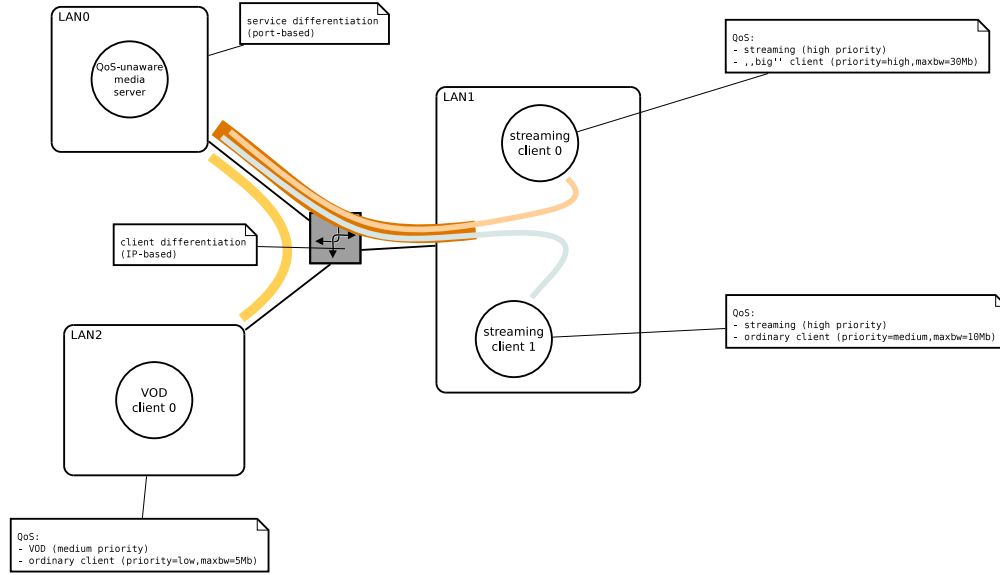 LAN0
QoS-unaware
media
server
service differentiation
(port-based)
QoS:
- streaming (high priority)
- ,,big'' client (priority=high,maxbw=30Mb)
LAN1
streaming
client 0
client differentiation
(IP-based)
streaming
client 1
QoS:
- streaming (high priority)
- ordinary client (priority=medium,maxbw=10Mb)
LAN2
VOD
client 0
QoS:
- VOD (medium priority)
- ordinary client (priority=low,maxbw=5Mb)